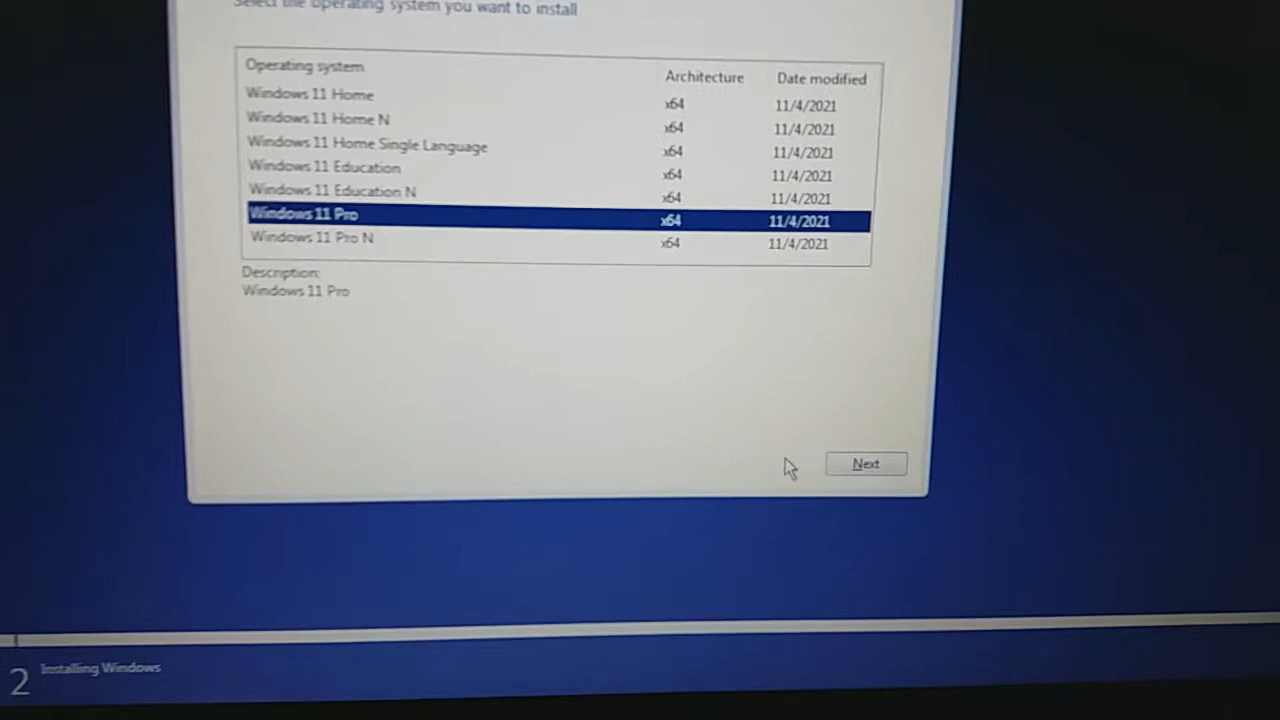 Select the operating system you want to install
Operating system Architecture Date modified
Windows 11 Home x64 11/4/2021
Windows 11 Home N x64 11/4/2021
Windows 11 Home Single Language x64 11/4/2021
Windows 11 Education x64 11/4/2021
Windows 11 Education N x64 11/4/2021
Windows 11 Pro x64 11/4/2021
Windows 11 Pro N x64 11/4/2021
Description:
Windows 11 Pro
Next
2 Installing Windows